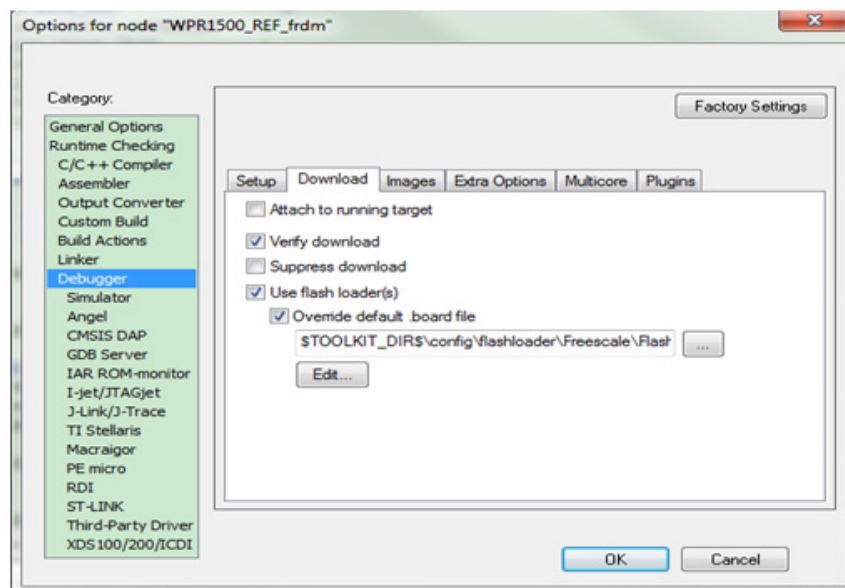 Options for node "WPR1500_REF_frdm"
Category:
Factory Settings
General Options
Runtime Checking
C/C++ Compiler
Assembler
Output Converter
Custom Build
Build Actions
Linker
Debugger
Simulator
Angel
CMSIS DAP
GDB Server
IAR ROM-monitor
I-jet/JTAGjet
J-Link/J-Trace
TI Stellaris
Macraigor
PE micro
RDI
ST-LINK
Third-Party Driver
XDS100/200/ICDI
Setup Download Images Extra Options Multicore Plugins
Attach to running target
Verify download
Suppress download
Use flash loader(s)
Override default .board file
$TOOLKIT_DIR$\config\flashloader\Freescale\Flash
...
Edit...
OK Cancel